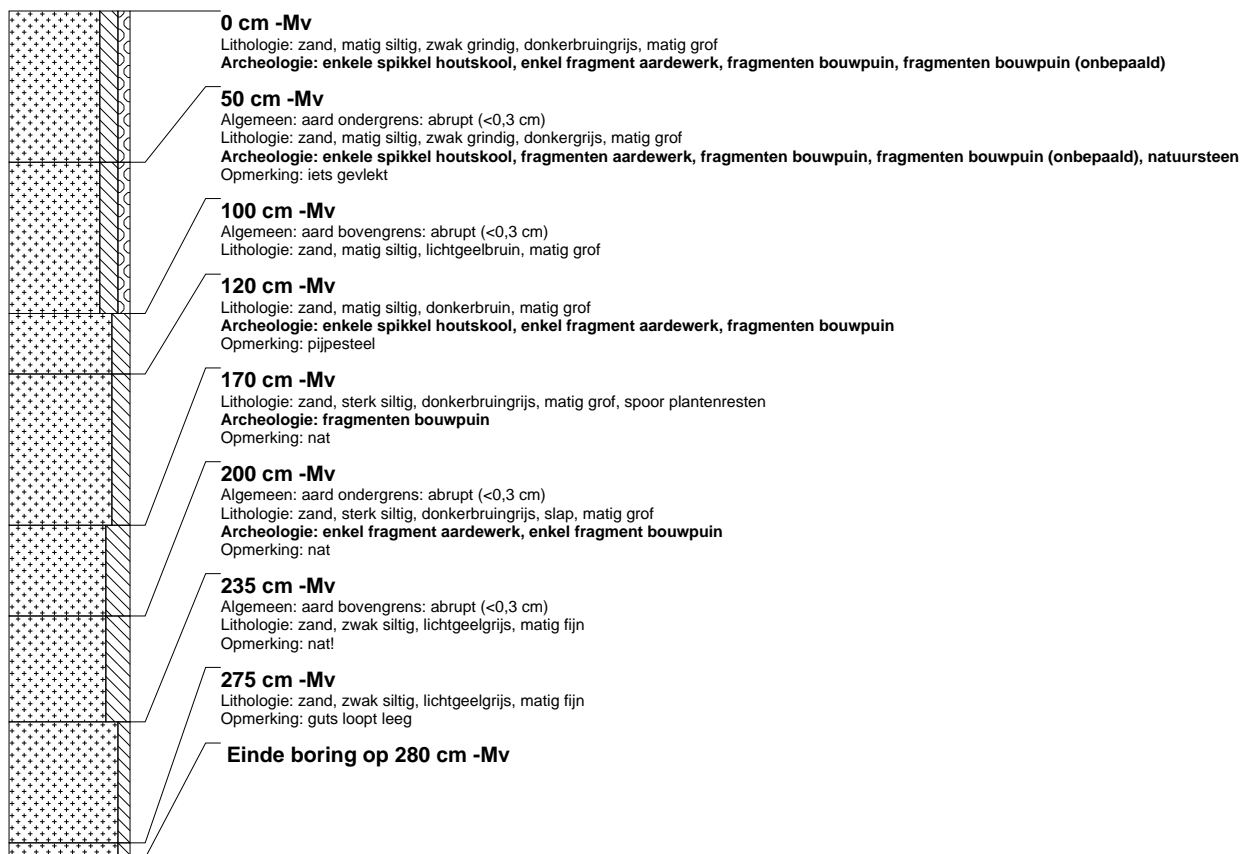 0 cm -Mv
Lithologie: zand, matig siltig, zwak grindig, donkerbruingrijs, matig grof
Archeologie: enkele spikkel houtskool, enkel fragment aardewerk, fragmenten bouwpuin, fragmenten bouwpuin (onbepaald)
50 cm -Mv
Algemeen: aard ondergrens: abrupt (<0,3 cm)
Lithologie: zand, matig siltig, zwak grindig, donkergrijs, matig grof
Archeologie: enkele spikkel houtskool, fragmenten aardewerk, fragmenten bouwpuin, fragmenten bouwpuin (onbepaald), natuursteen
Opmerking: iets gevlekt
100 cm -Mv
Algemeen: aard bovengrens: abrupt (<0,3 cm)
Lithologie: zand, matig siltig, lichtgeelbruin, matig grof
120 cm -Mv
Lithologie: zand, matig siltig, donkerbruin, matig grof
Archeologie: enkele spikkel houtskool, enkel fragment aardewerk, fragmenten bouwpuin
Opmerking: pijpesteel
170 cm -Mv
Lithologie: zand, sterk siltig, donkerbruingrijs, matig grof, spoor plantenresten
Archeologie: fragmenten bouwpuin
Opmerking: nat
200 cm -Mv
Algemeen: aard ondergrens: abrupt (<0,3 cm)
Lithologie: zand, sterk siltig, donkerbruingrijs, slap, matig grof
Archeologie: enkel fragment aardewerk, enkel fragment bouwpuin
Opmerking: nat
235 cm -Mv
Algemeen: aard bovengrens: abrupt (<0,3 cm)
Lithologie: zand, zwak siltig, lichtgeelgrijs, matig fijn
Opmerking: nat!
275 cm -Mv
Lithologie: zand, zwak siltig, lichtgeelgrijs, matig fijn
Opmerking: guts loopt leeg
Einde boring op 280 cm -Mv